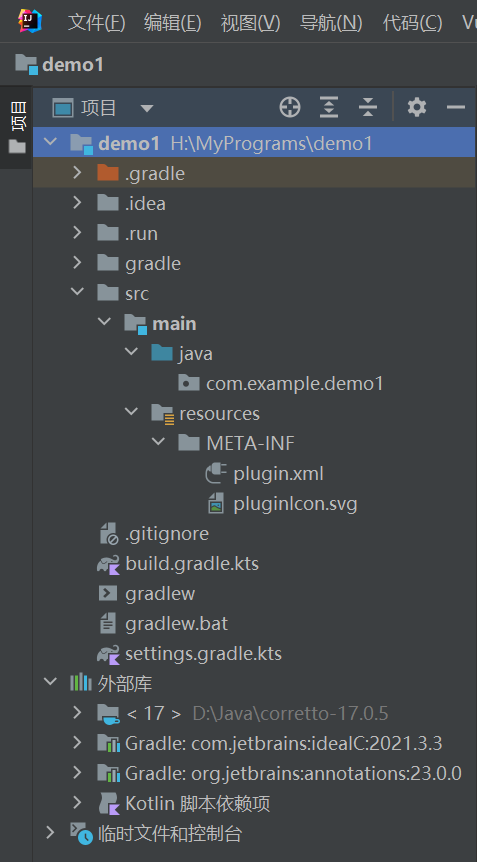 文件(F) 编辑(E) 视图(V) 导航(N) 代码(C)
demo1
项目
项目
demo1 H:\MyPrograms\demo1
.gradle
.idea
.run
gradle
src
main
java
com.example.demo1
resources
META-INF
plugin.xml
pluginIcon.svg
.gitignore
build.gradle.kts
gradlew
gradlew.bat
settings.gradle.kts
外部库
< 17 > D:\Java\corretto-17.0.5
Gradle: com.jetbrains:ideaIC:2021.3.3
Gradle: org.jetbrains:annotations:23.0.0
Kotlin 脚本依赖项
临时文件和控制台